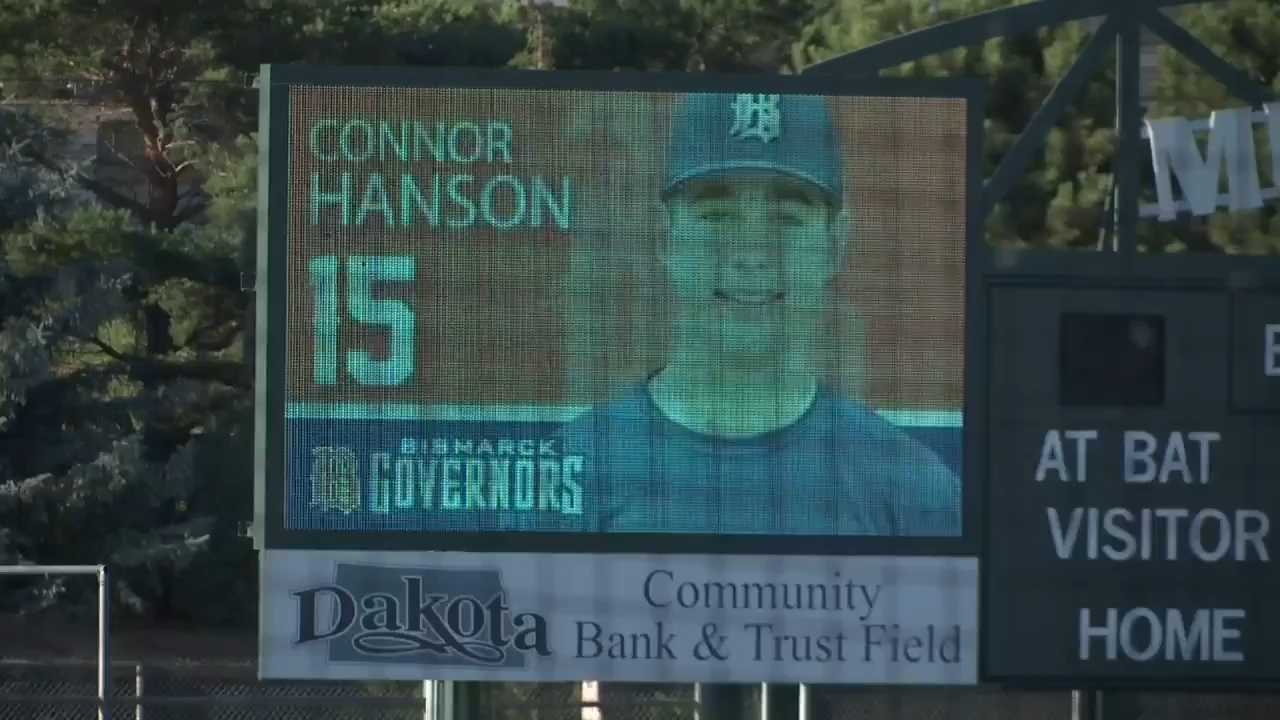 CONNOR
HANSON
15
BISMARCK
GOVERNORS
Dakota
Community
Bank & Trust Field
AT BAT
VISITOR
HOME